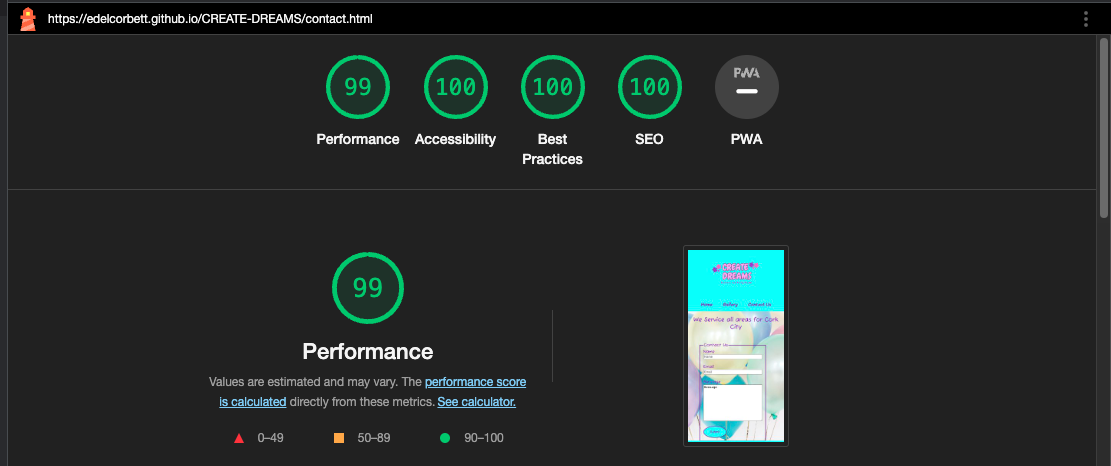 https://edelcorbett.github.io/CREATE-DREAMS/contact.html
99
100
100
100
PWA
Performance
Accessibility
Best
Practices
SEO
PWA
99
Performance
Values are estimated and may vary. The performance score
is calculated directly from these metrics. See calculator.
0–49
50–89
90–100
CREATE
DREAMS
Home Gallery Contact Us
We Service all areas for Cork
City
Contact Us
Name
Email